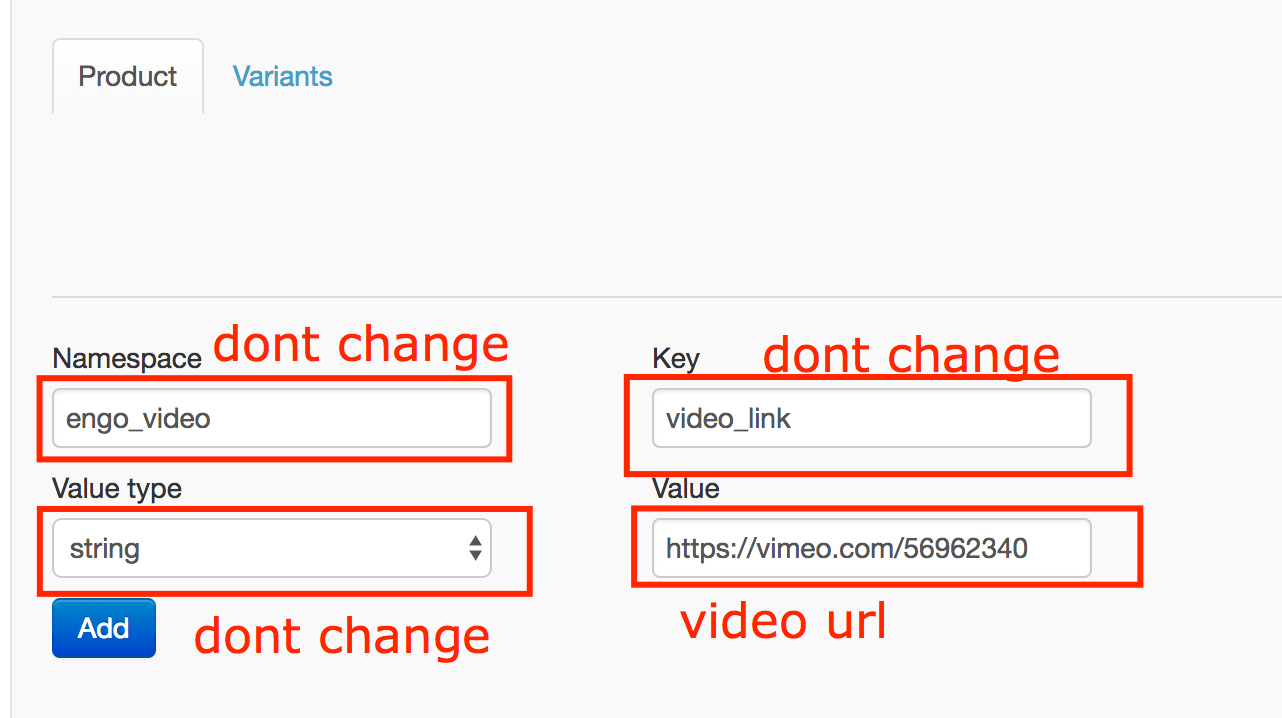 Product Variants
Namespace dont change
Key dont change
engo_video
video_link
Value type
Value
string
https://vimeo.com/56962340
Add dont change
video url